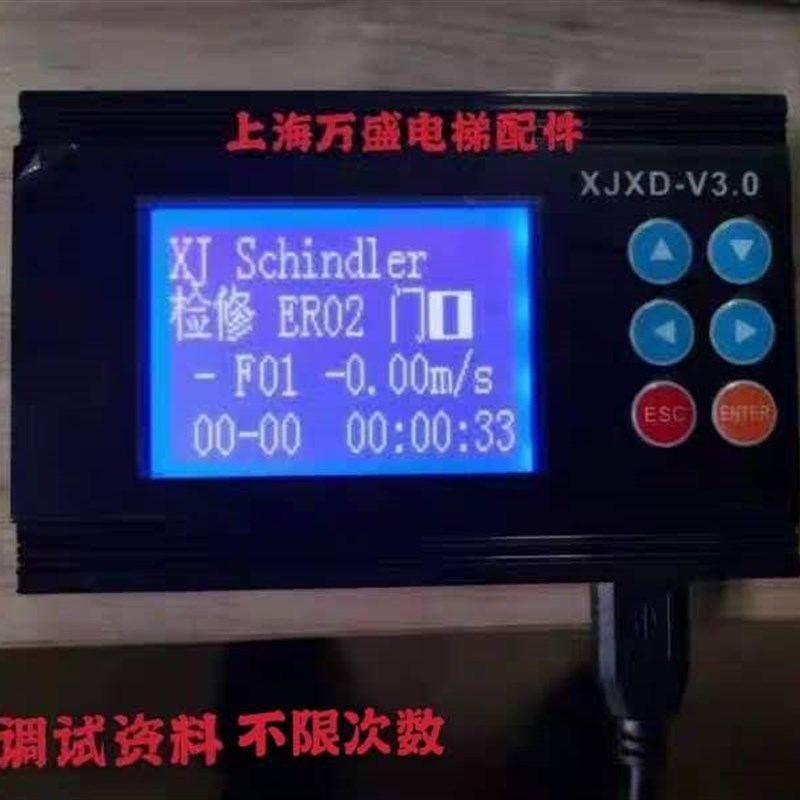 上海万盛电梯配件
XJXD-V3.0
XJ Schindler
检修 ER02 门
- F01 -0.00m/s
00-00 00:00:33
ESC ENTER
调试资料 不限次数